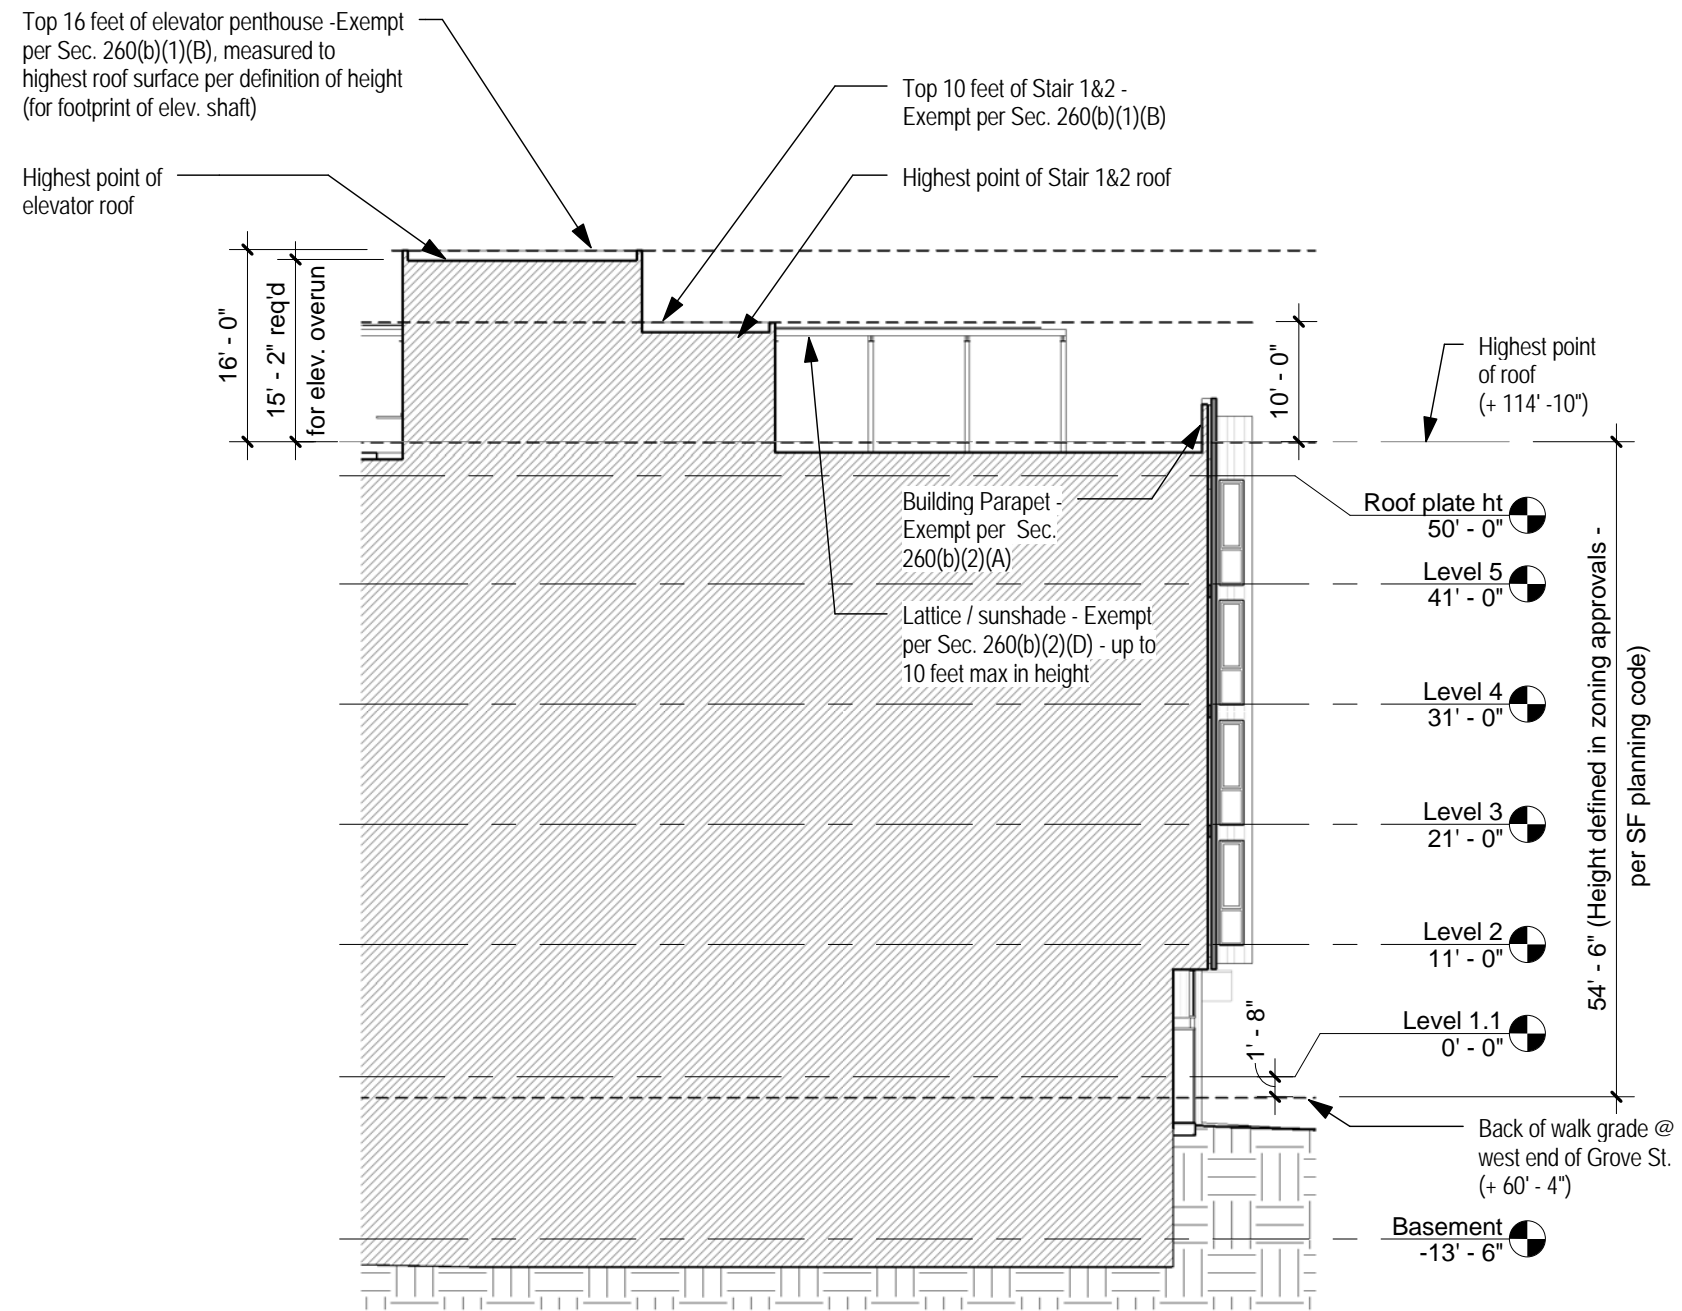 Top 16 feet of elevator penthouse -Exempt
per Sec. 260(b)(1)(B), measured to
highest roof surface per definition of height
(for footprint of elev. shaft)
Top 10 feet of Stair 1&2 -
Exempt per Sec. 260(b)(1)(B)
Highest point of
elevator roof
Highest point of Stair 1&2 roof
16' - 0"
15' - 2" req'd
for elev. overun
10' - 0"
Highest point
of roof
(+ 114' -10")
Building Parapet -
Exempt per Sec.
260(b)(2)(A)
Roof plate ht
50' - 0"
Level 5
41' - 0"
Lattice / sunshade - Exempt
per Sec. 260(b)(2)(D) - up to
10 feet max in height
Level 4
31' - 0"
Level 3
21' - 0"
Level 2
11' - 0"
54' - 6" (Height defined in zoning approvals -
per SF planning code)
1' - 8"
Level 1.1
0' - 0"
Back of walk grade @
west end of Grove St.
(+ 60' - 4")
Basement
-13' - 6"